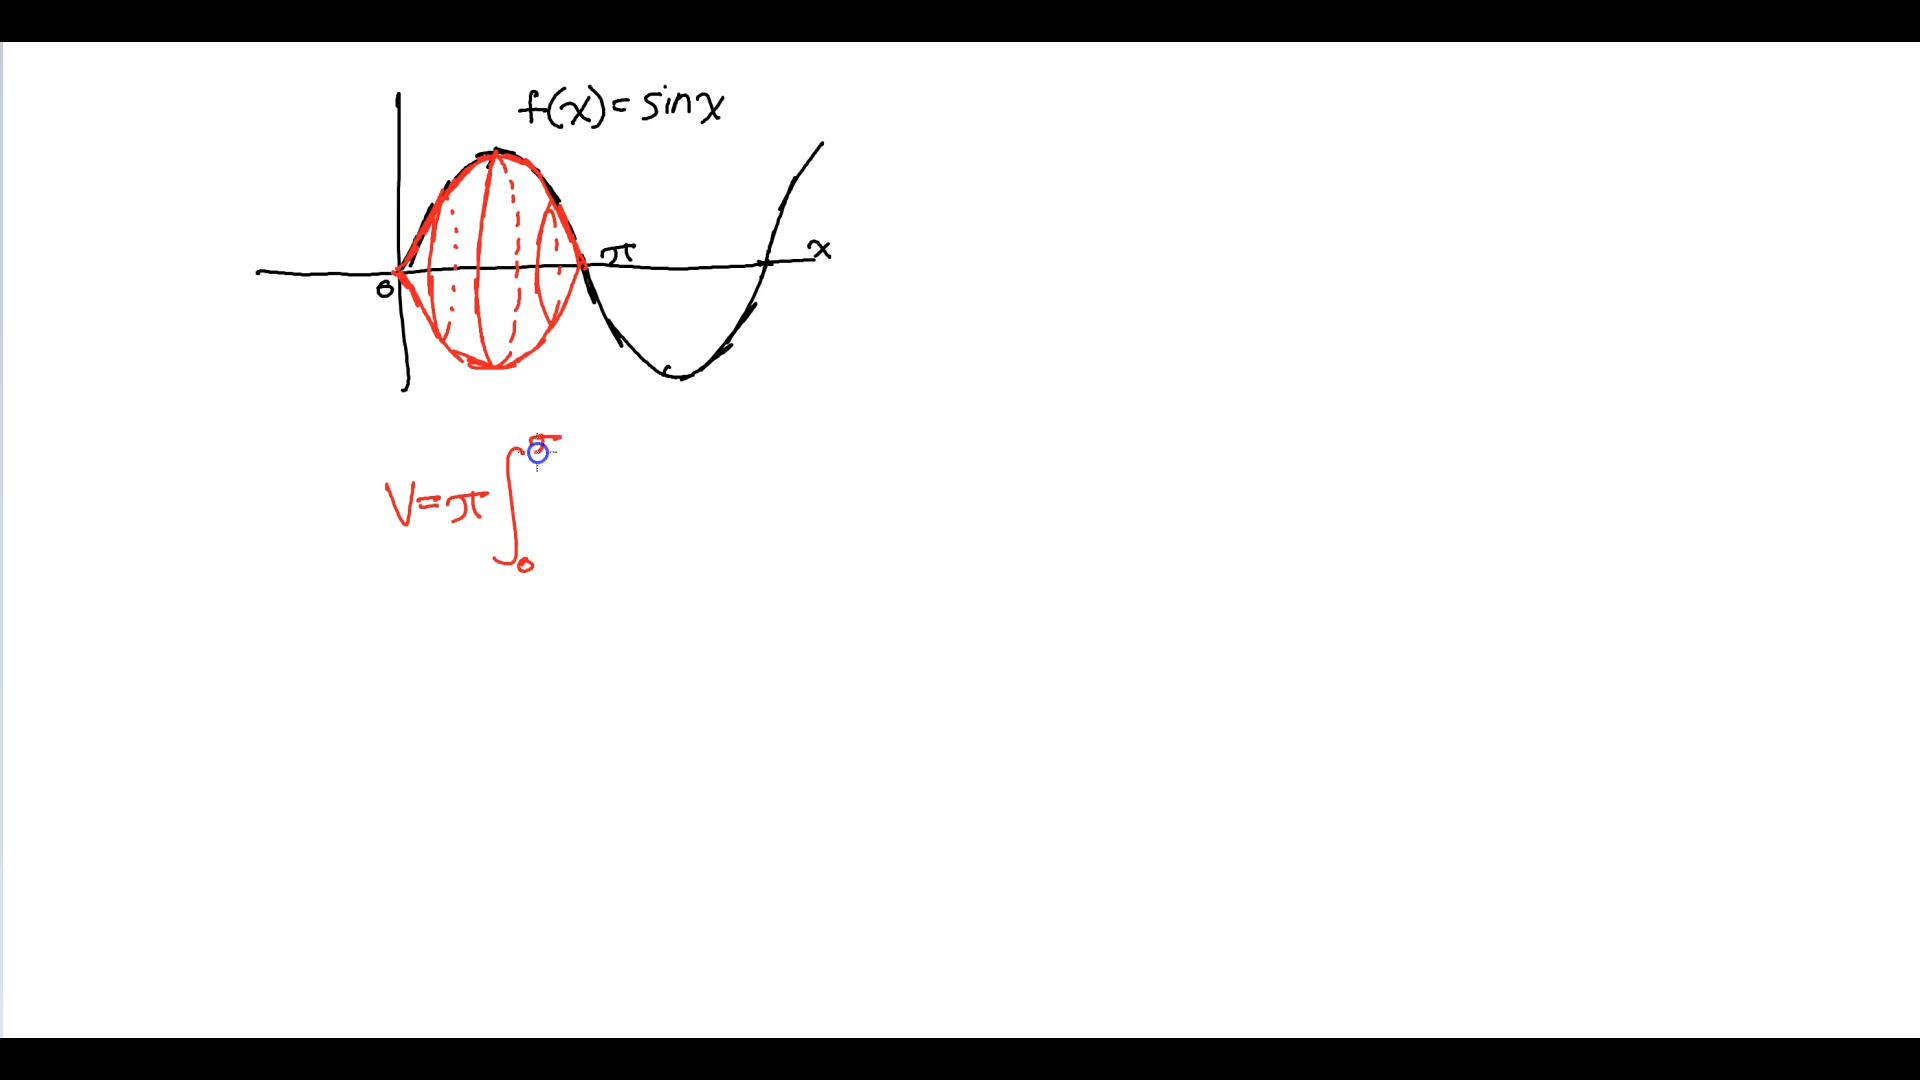 f(x) = sinx
π
x
0
π
V = π ∫
0